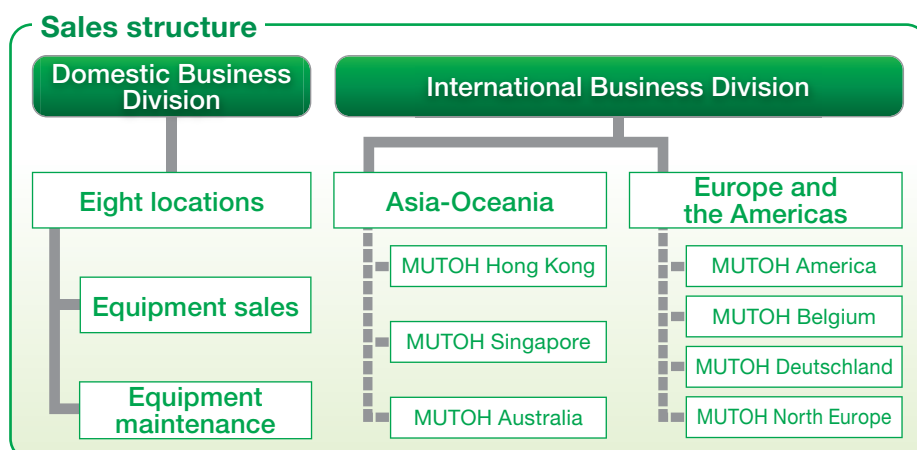 Sales structure
Domestic Business
Division
International Business Division
Eight locations
Equipment sales
Equipment
maintenance
Asia-Oceania
MUTOH Hong Kong
MUTOH Singapore
MUTOH Australia
Europe and
the Americas
MUTOH America
MUTOH Belgium
MUTOH Deutschland
MUTOH North Europe